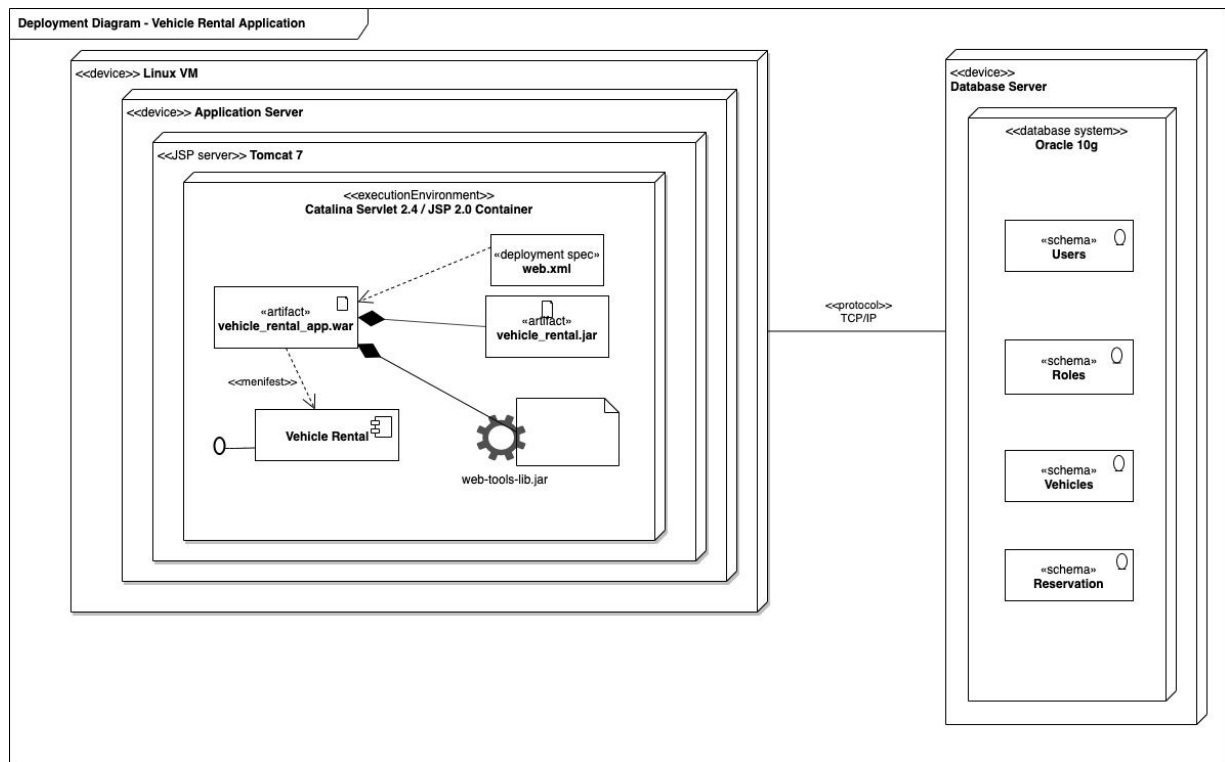 Deployment Diagram - Vehicle Rental Application
<<device>> Linux VM
<<device>> Application Server
<<JSP server>> Tomcat 7
<<executionEnvironment>>
Catalina Servlet 2.4 / JSP 2.0 Container
«deployment spec»
web.xml
«artifact»
vehicle_rental_app.war
«artifact»
vehicle_rental.jar
<<menifest>>
Vehicle Rental
web-tools-lib.jar
<<protocol>>
TCP/IP
<<device>>
Database Server
<<database system>>
Oracle 10g
«schema»
Users
«schema»
Roles
«schema»
Vehicles
«schema»
Reservation